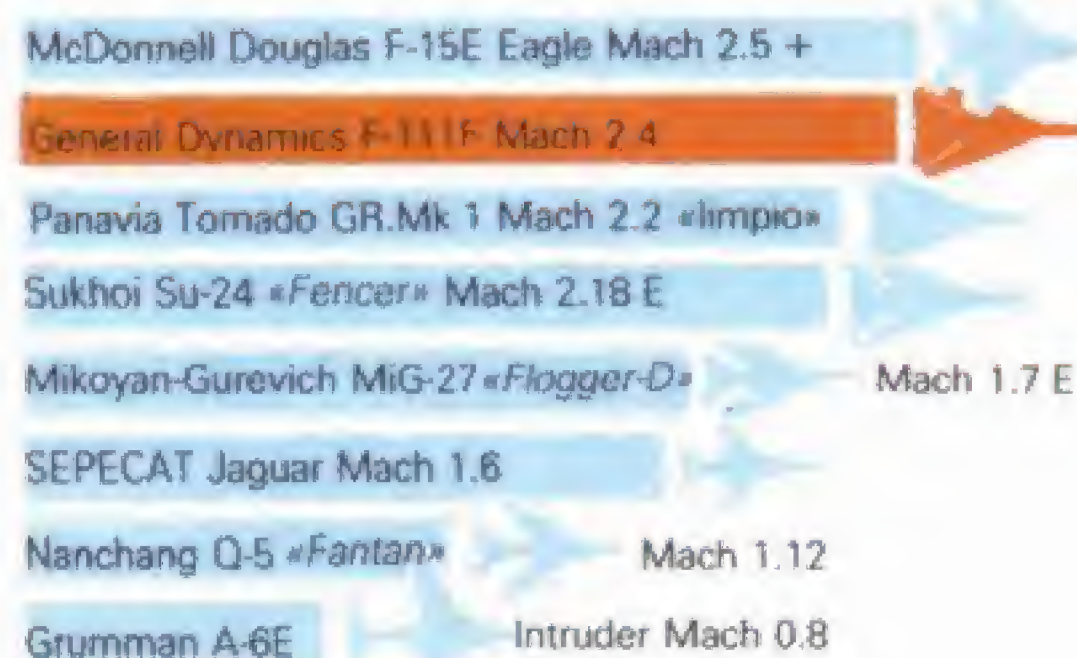 McDonnell Douglas F-15E Eagle Mach 2.5 +
General Dynamics F-111F Mach 2.4
Panavia Tornado GR.Mk 1 Mach 2.2 «limpio»
Sukhoi Su-24 «Fencer» Mach 2.18 E
Mikoyan-Gurevich MiG-27 «Flogger-D» Mach 1.7 E
SEPECAT Jaguar Mach 1.6
Nanchang Q-5 «Fantan» Mach 1.12
Grumman A-6E Intruder Mach 0.8